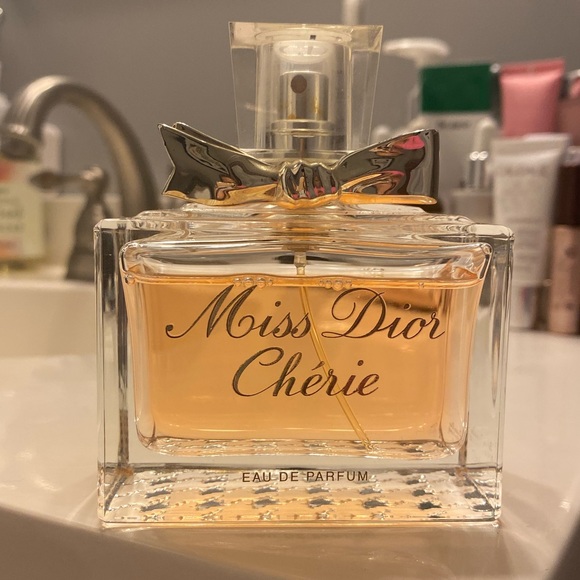 Miss Dior
Chérie
EAU DE PARFUM